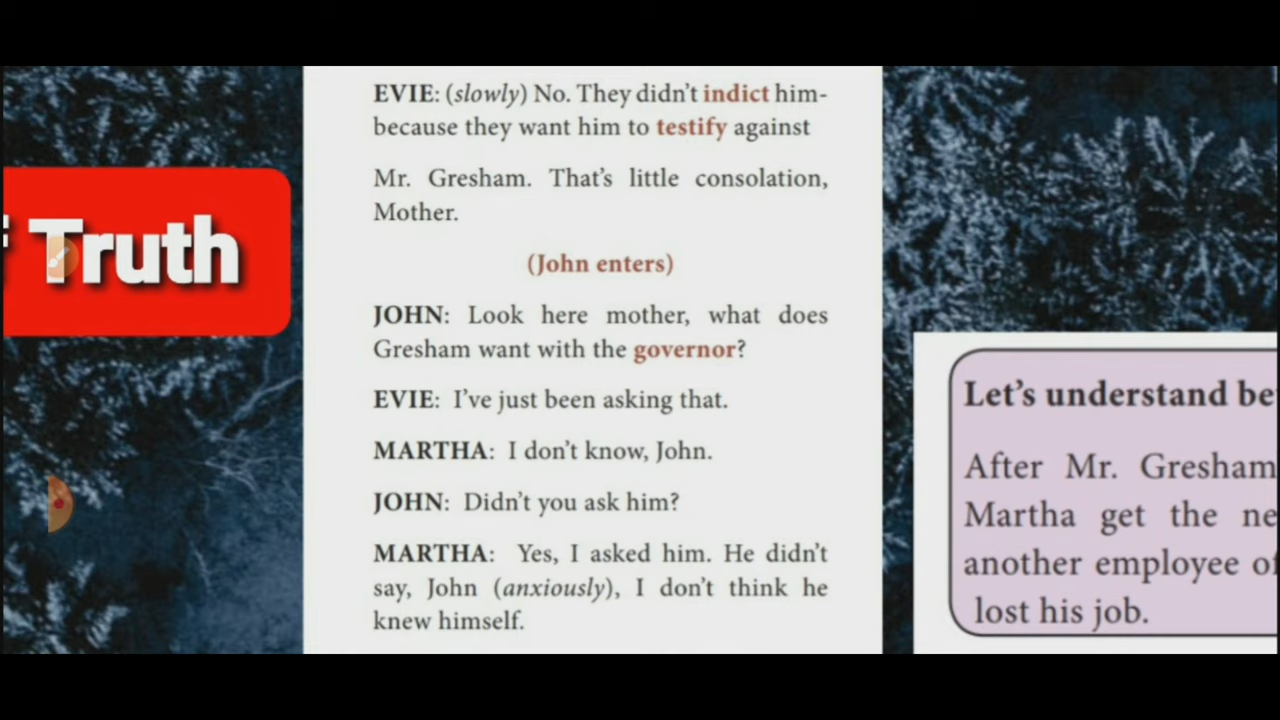 Truth
EVIE: (slowly) No. They didn't indict him-
because they want him to testify against
Mr. Gresham. That's little consolation,
Mother.
(John enters)
JOHN: Look here mother, what does
Gresham want with the governor?
EVIE: I've just been asking that.
MARTHA: I don't know, John.
JOHN: Didn't you ask him?
MARTHA: Yes, I asked him. He didn't
say, John (anxiously), I don't think he
knew himself.
Let's understand be
After Mr. Gresham
Martha get the ne
another employee of
lost his job.